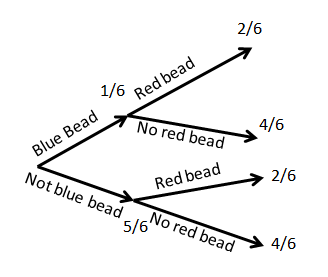 2/6
Red bead
1/6
Blue Bead
No red bead
4/6
Not blue bead
Red bead
2/6
5/6
No red bead
4/6